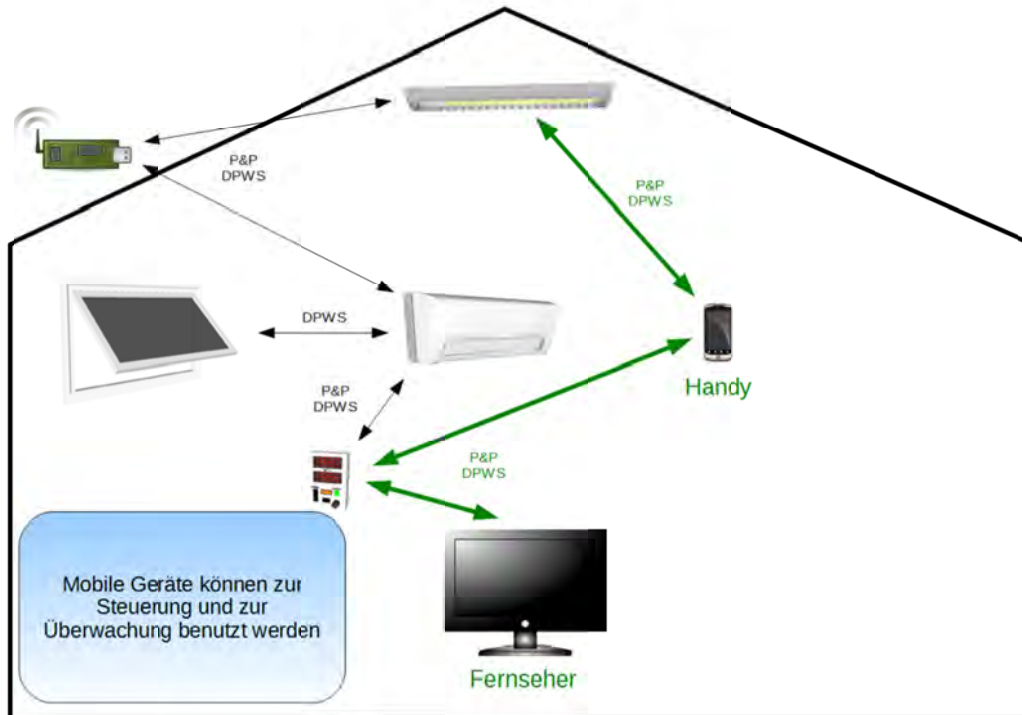 P&P
DPWS
P&P
DPWS
DPWS
P&P
DPWS
Handy
P&P
DPWS
Mobile Geräte können zur
Steuerung und zur
Überwachung benutzt werden
Fernseher